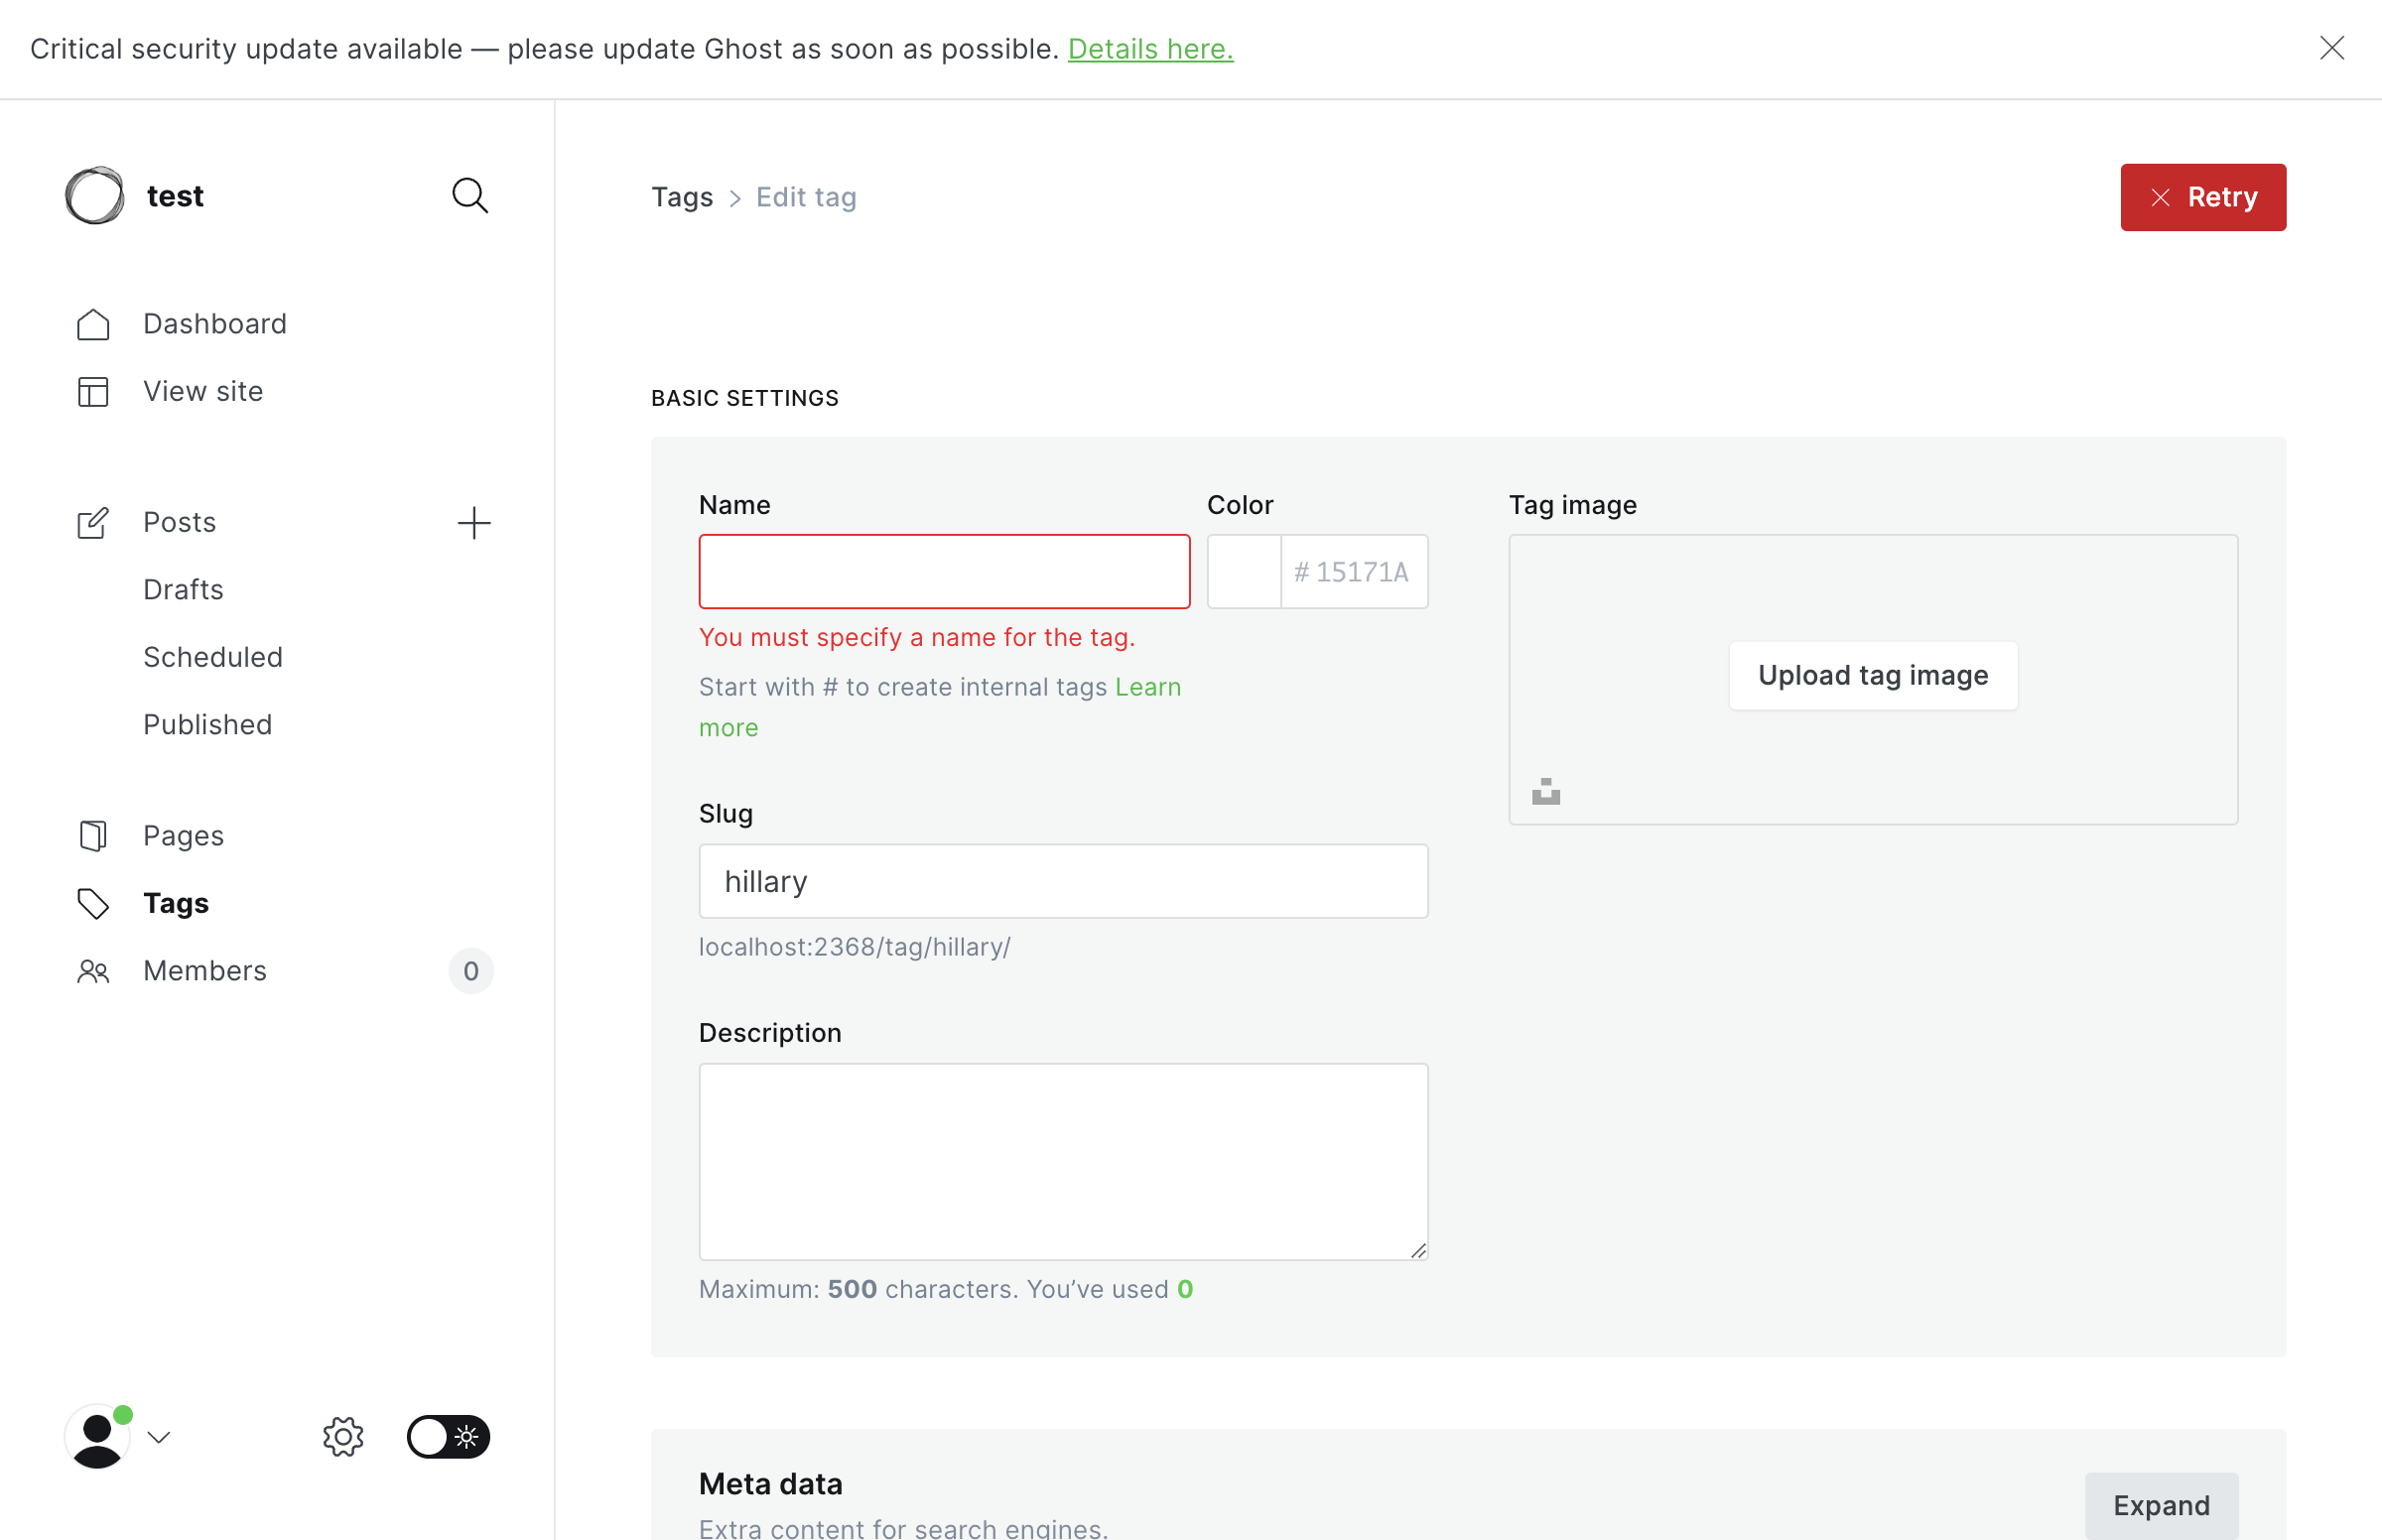 Critical security update available — please update Ghost as soon as possible. Details here.
test
Dashboard
View site
Posts
Drafts
Scheduled
Published
Pages
Tags
Members 0
Tags > Edit tag
Retry
BASIC SETTINGS
Name
You must specify a name for the tag.
Start with # to create internal tags Learn
more
Color
# 15171A
Slug
hillary
localhost:2368/tag/hillary/
Description
Maximum: 500 characters. You’ve used 0
Tag image
Upload tag image
Meta data
Extra content for search engines.
Expand